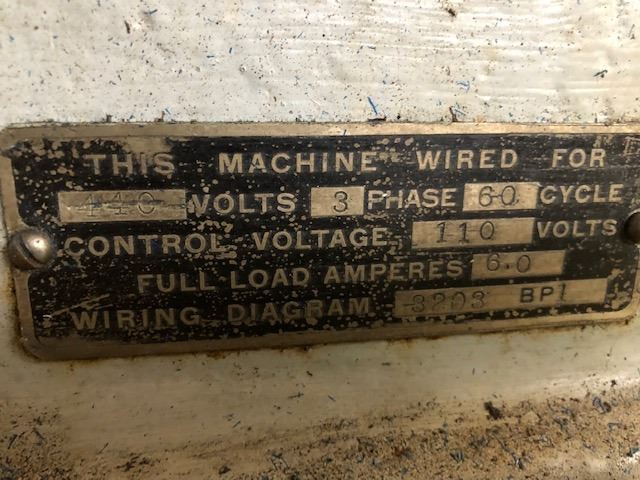 THIS MACHINE WIRED FOR
440 VOLTS 3 PHASE 60 CYCLE
CONTROL VOLTAGE 110 VOLTS
FULL LOAD AMPERES 6.0
WIRING DIAGRAM 3203 BP1